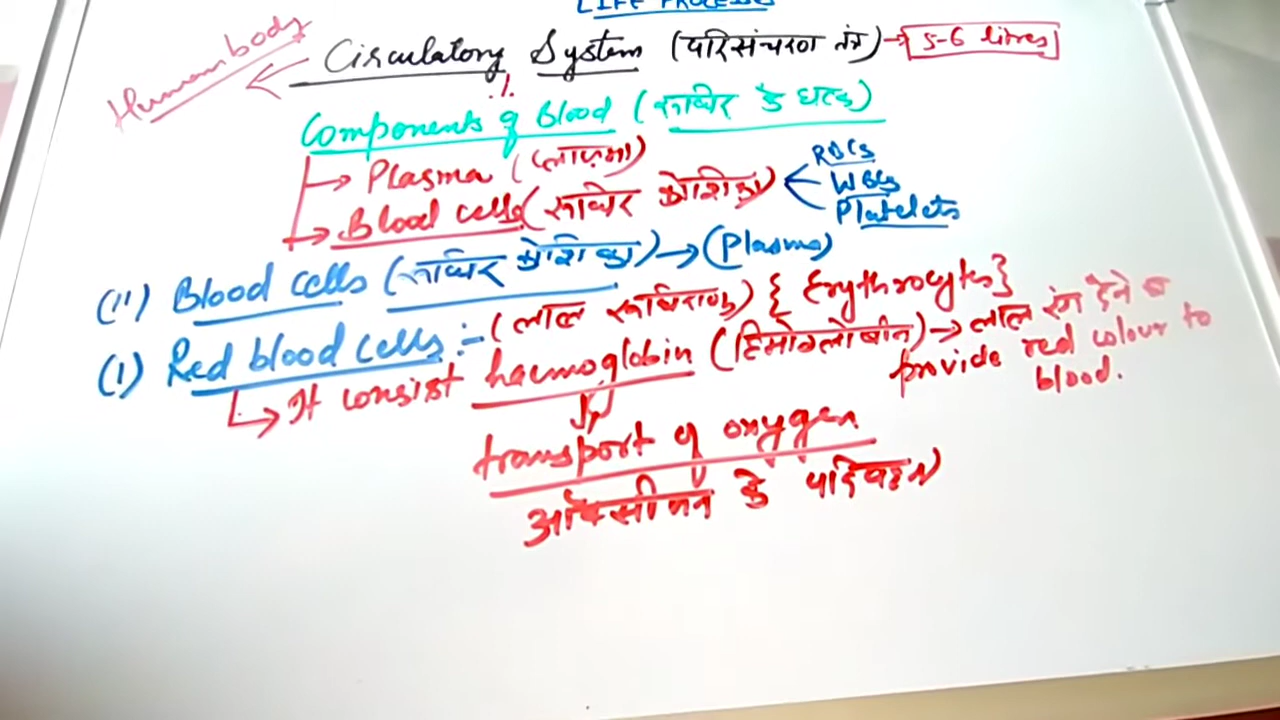 LIFE PROCESS
Human body
Circulatory System (परिसंचरण तंत्र) → 5-6 litres
Components of Blood (रूधिर के घटक)
→ Plasma (प्लाज्मा)
→ Blood cells (रूधिर कोशिका)
RBCs
WBCs
Platelets
(II) Blood cells (रूधिर कोशिका) → (Plasma)
(I) Red blood cells :- (लाल रूधिराणु) { Erythrocytes }
→ It consist haemoglobin (हिमोग्लोबीन) → लाल रंग देने
provide red colour to
blood.
transport of oxygen
ऑक्सीजन के परिवहन